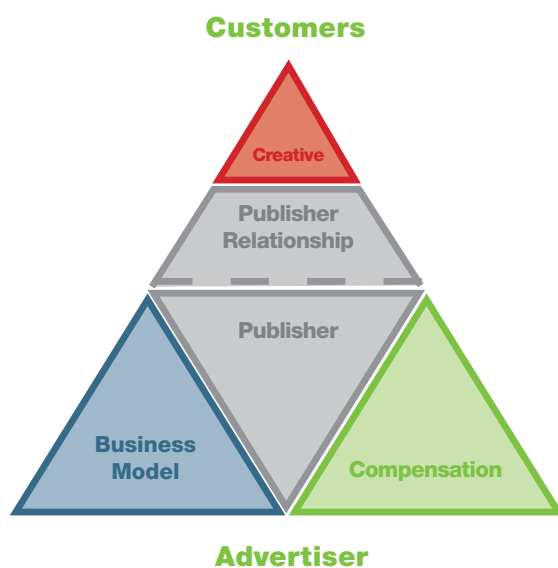 Customers
Creative
Publisher
Relationship
Publisher
Business
Model
Compensation
Advertiser